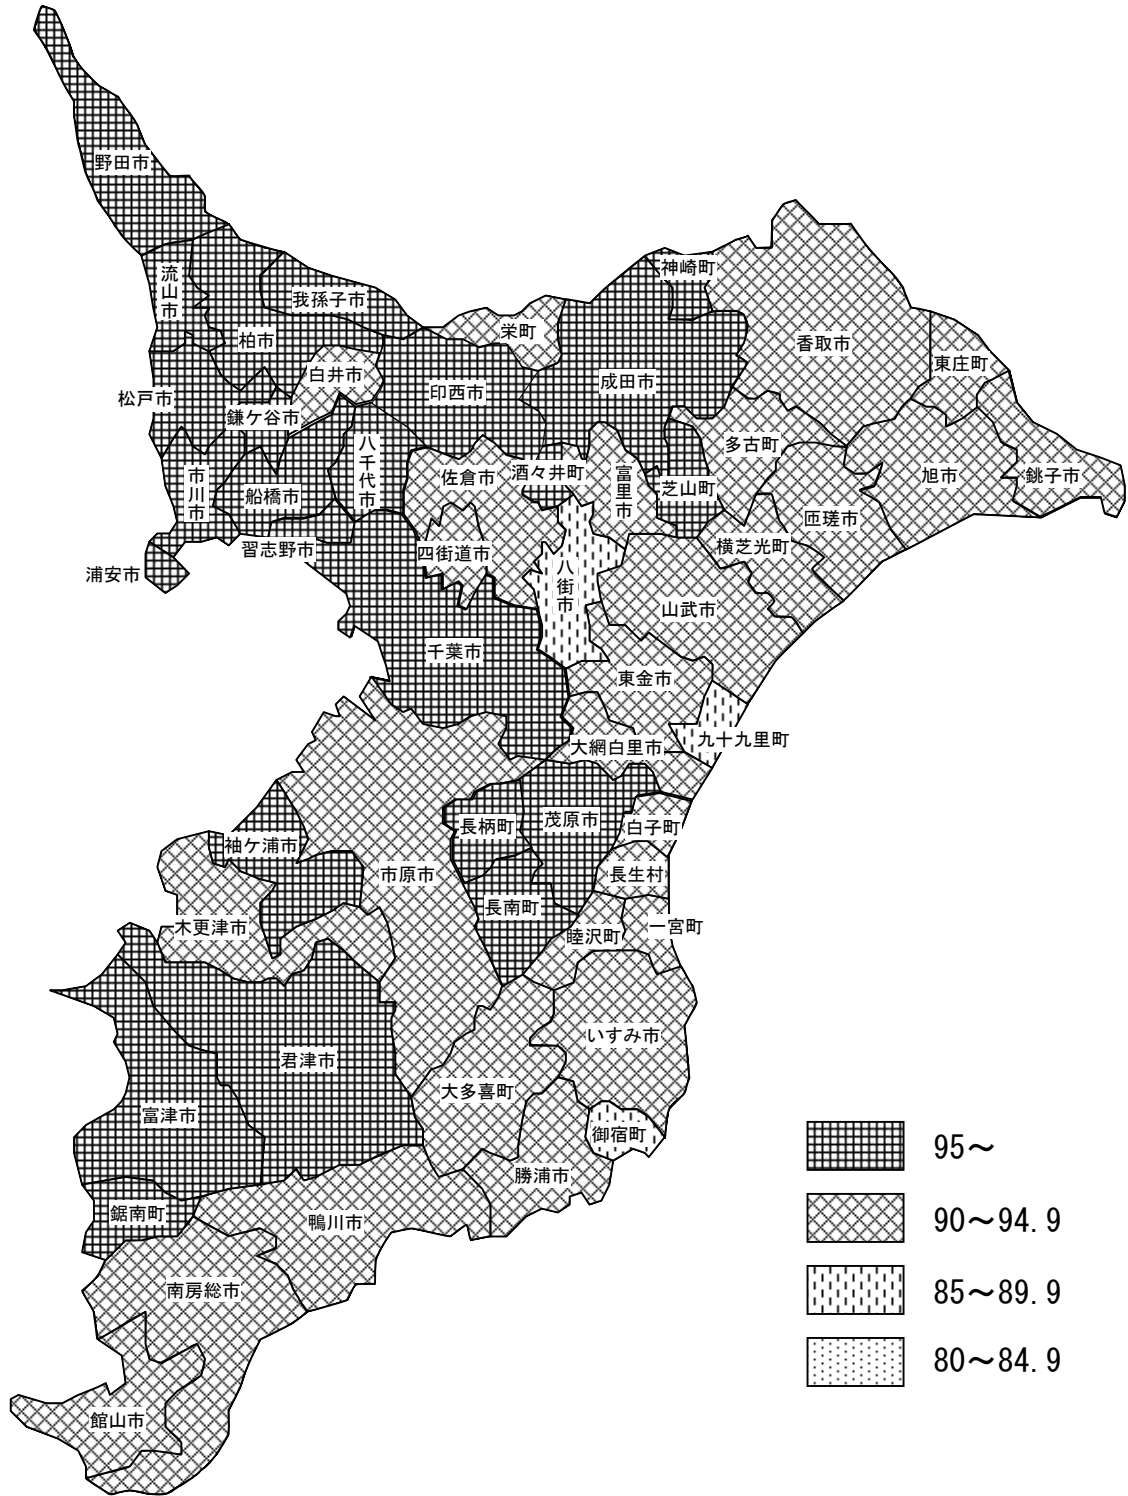 野田市
流山市
我孫子市
柏市
白井市
松戸市
鎌ケ谷市
印西市
栄町
成田市
神崎町
香取市
東庄町
銚子市
旭市
匝瑳市
多古町
芝山町
横芝光町
富里市
酒々井町
佐倉市
八千代市
船橋市
市川市
習志野市
浦安市
四街道市
八街市
山武市
千葉市
東金市
九十九里町
大網白里市
茂原市
長柄町
白子町
長生村
長南町
睦沢町
一宮町
市原市
袖ケ浦市
木更津市
君津市
富津市
いすみ市
大多喜町
御宿町
勝浦市
鴨川市
鋸南町
南房総市
館山市
95～
90～94.9
85～89.9
80～84.9